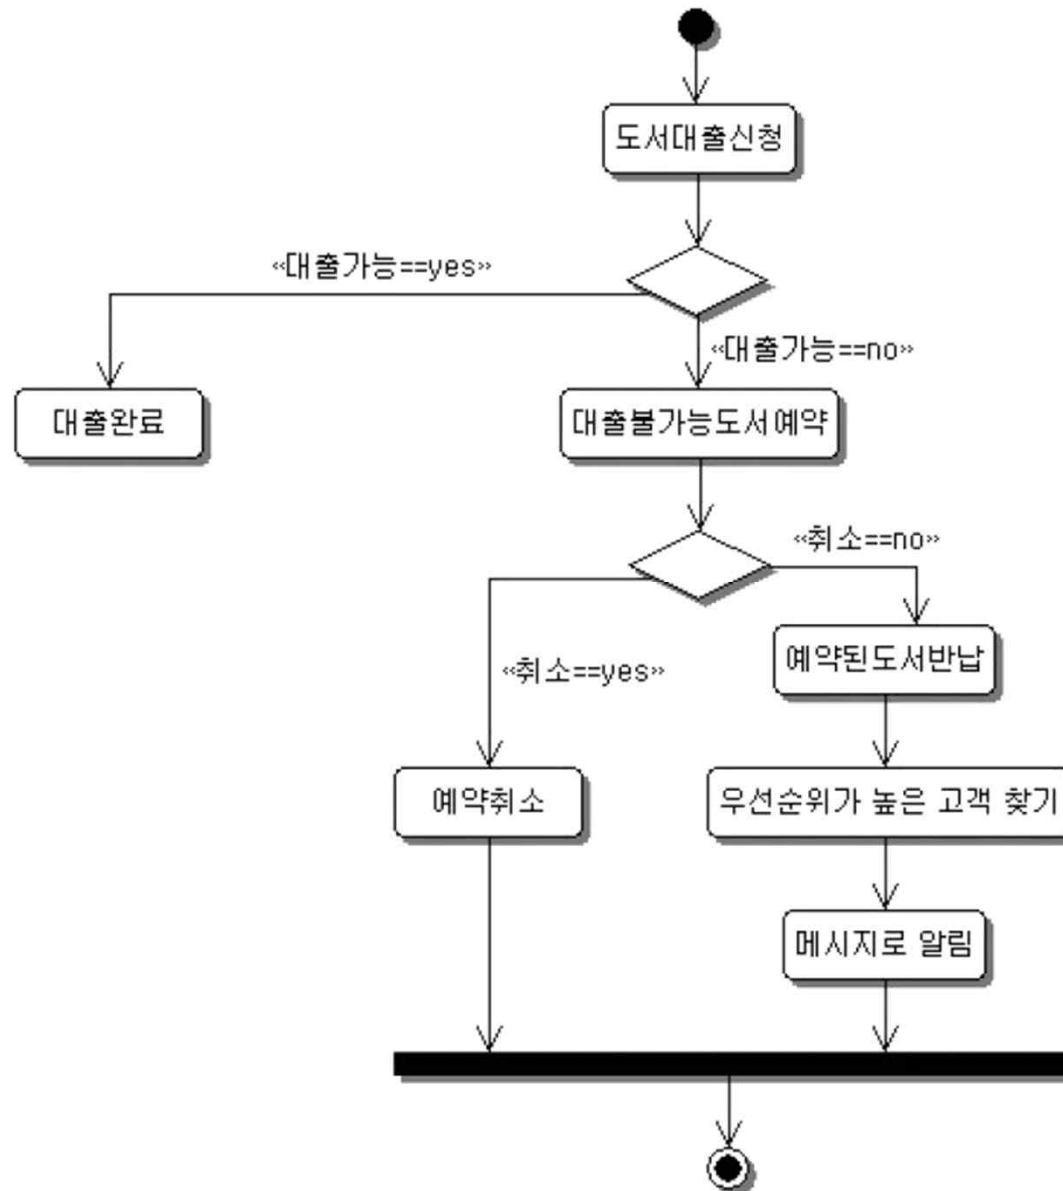 도서대출신청
«대출가능==yes»
«대출가능==no»
대출완료
대출불가능도서예약
«취소==no»
예약된도서반납
«취소==yes»
예약취소
우선순위가 높은 고객 찾기
메시지로 알림